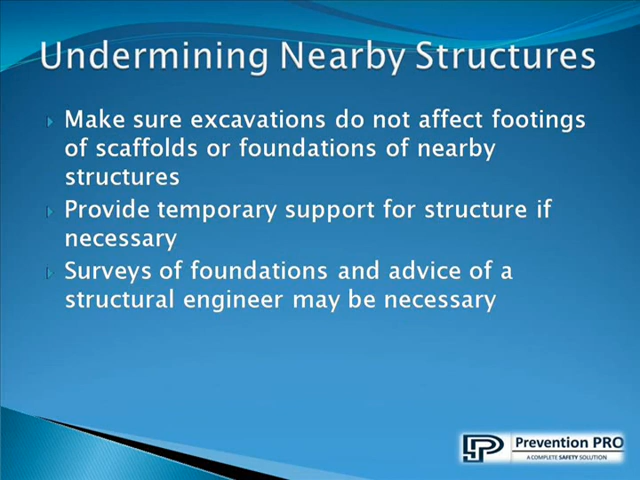 Undermining Nearby Structures
Make sure excavations do not affect footings
of scaffolds or foundations of nearby
structures
Provide temporary support for structure if
necessary
Surveys of foundations and advice of a
structural engineer may be necessary
Prevention PRO
A COMPLETE SAFETY SOLUTION